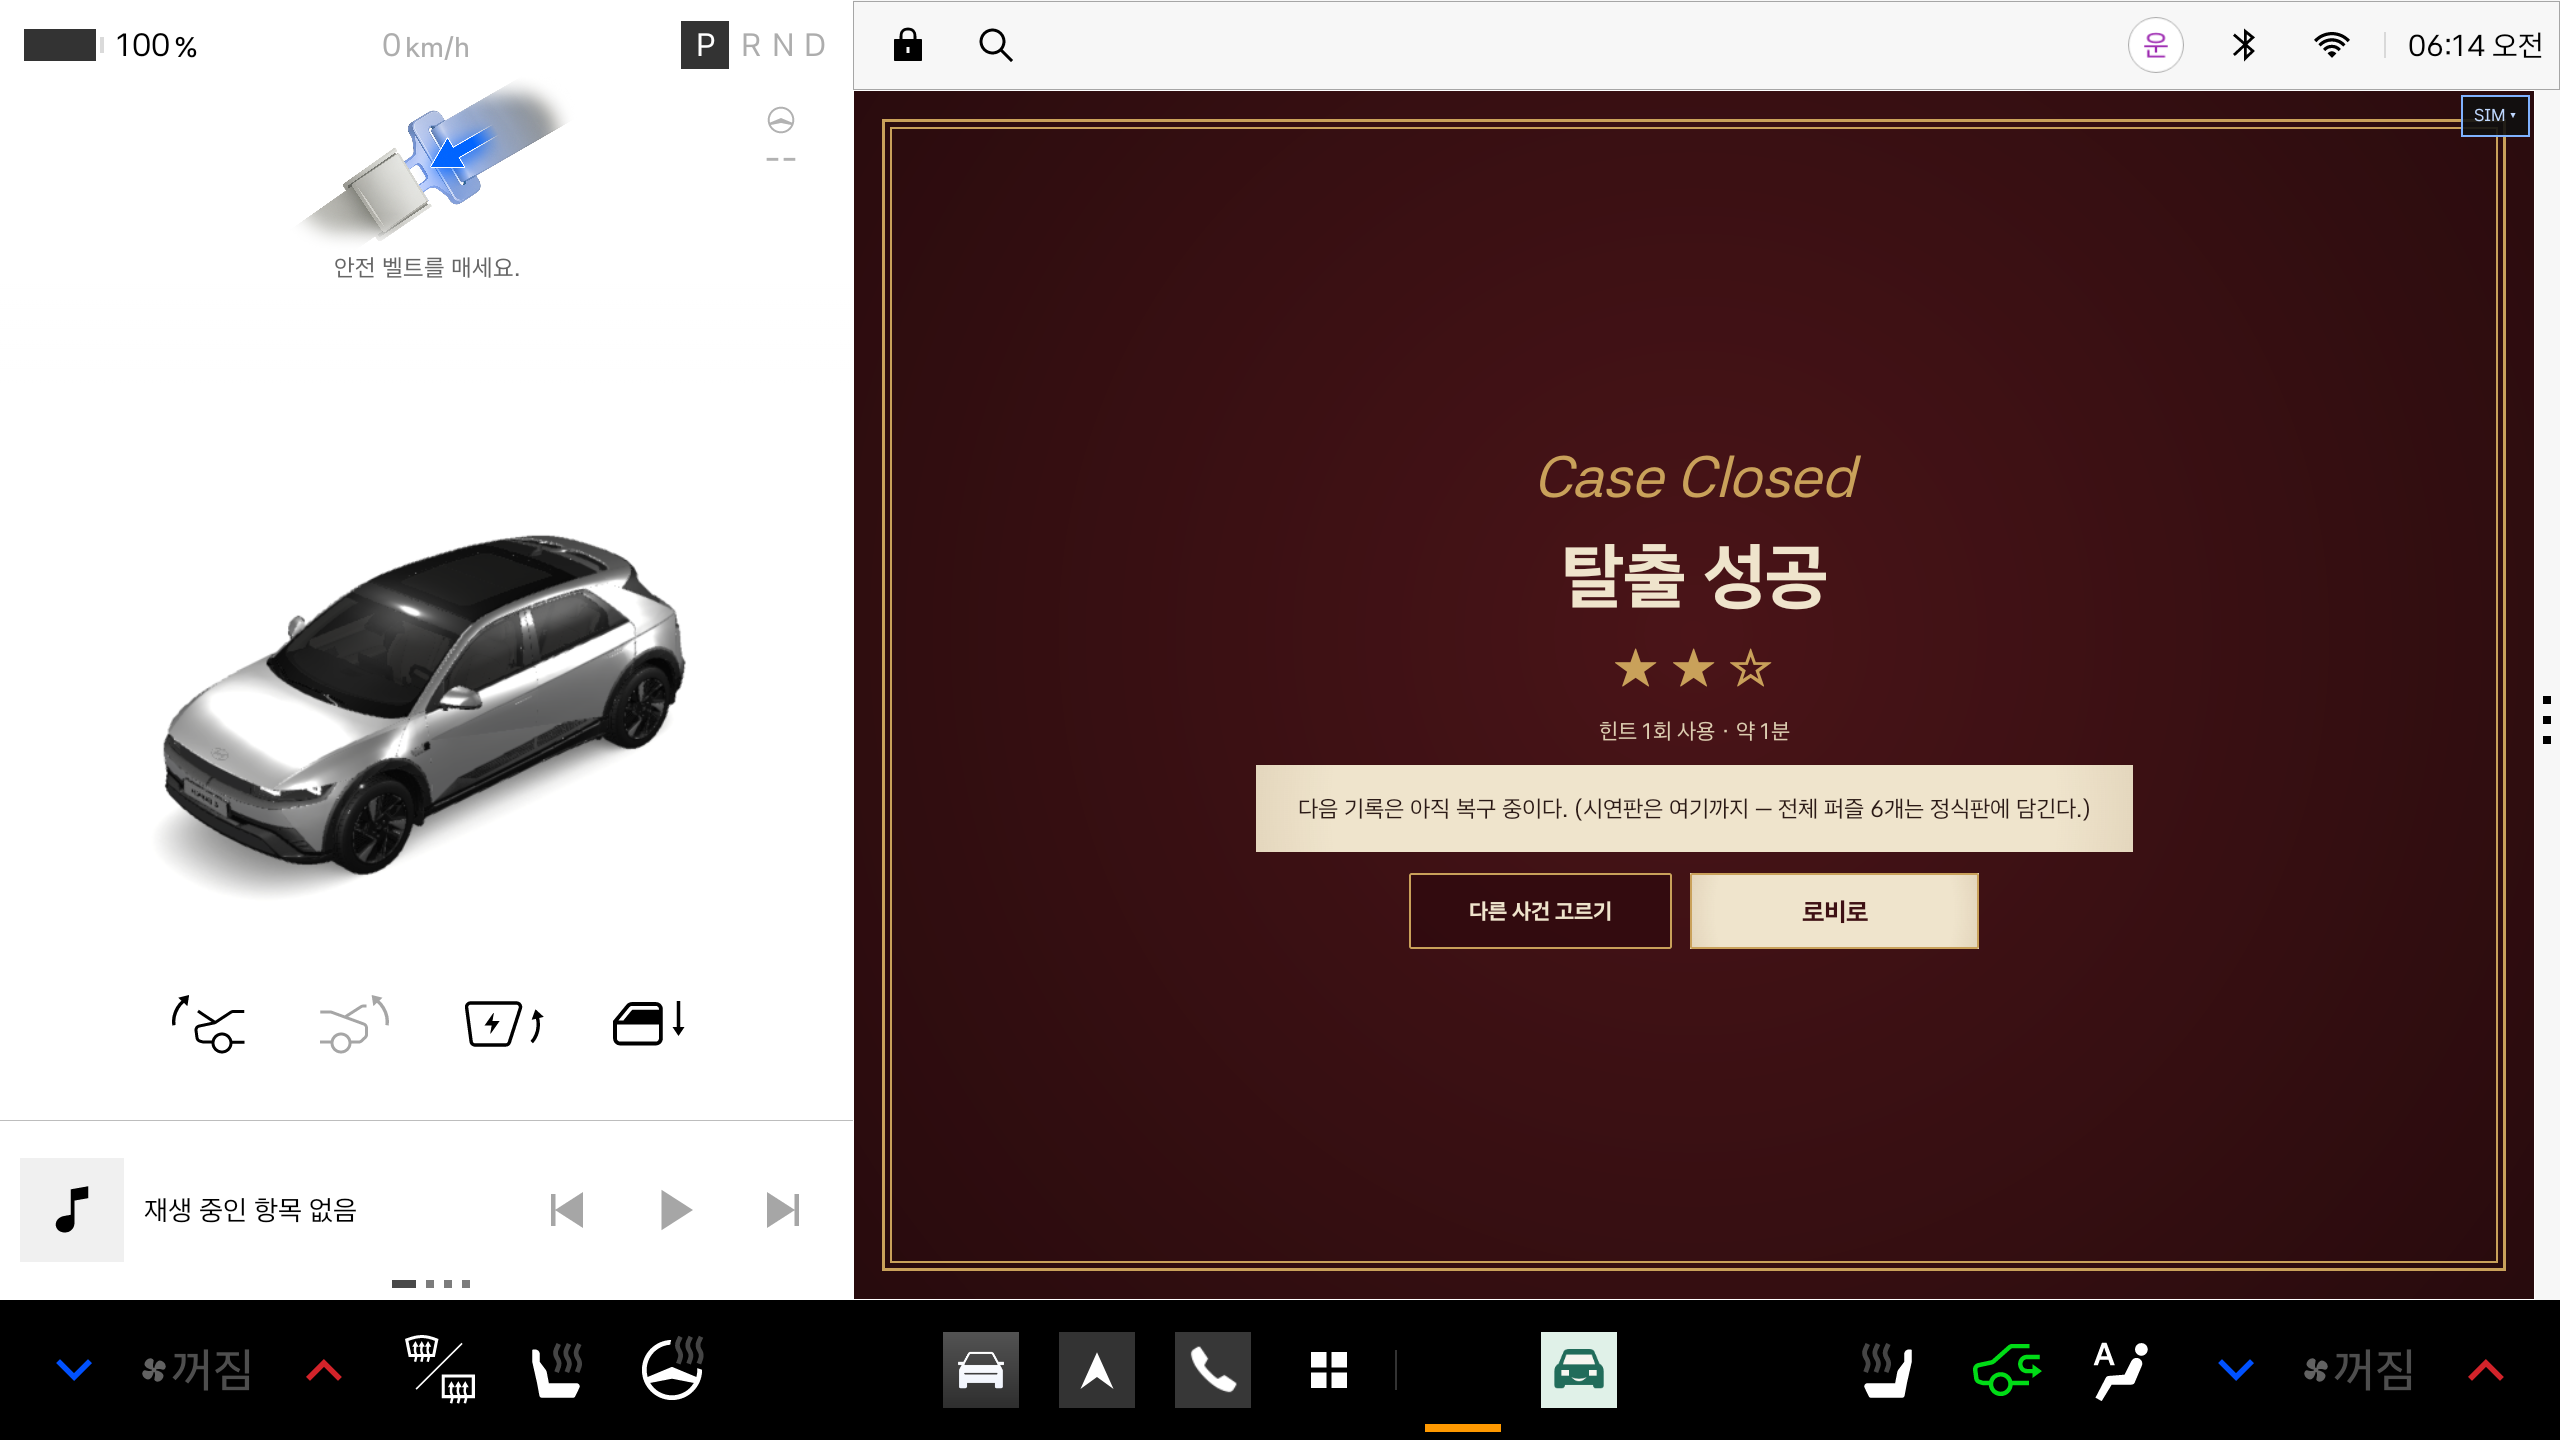 100 %
0 km/h
P R N D
운
06:14 오전
안전 벨트를 매세요.
SIM
Case Closed
탈출 성공
힌트 1회 사용 · 약 1분
다음 기록은 아직 복구 중이다. (시연판은 여기까지 — 전체 퍼즐 6개는 정식판에 담긴다.)
다른 사건 고르기
로비로
재생 중인 항목 없음
꺼짐
A
꺼짐